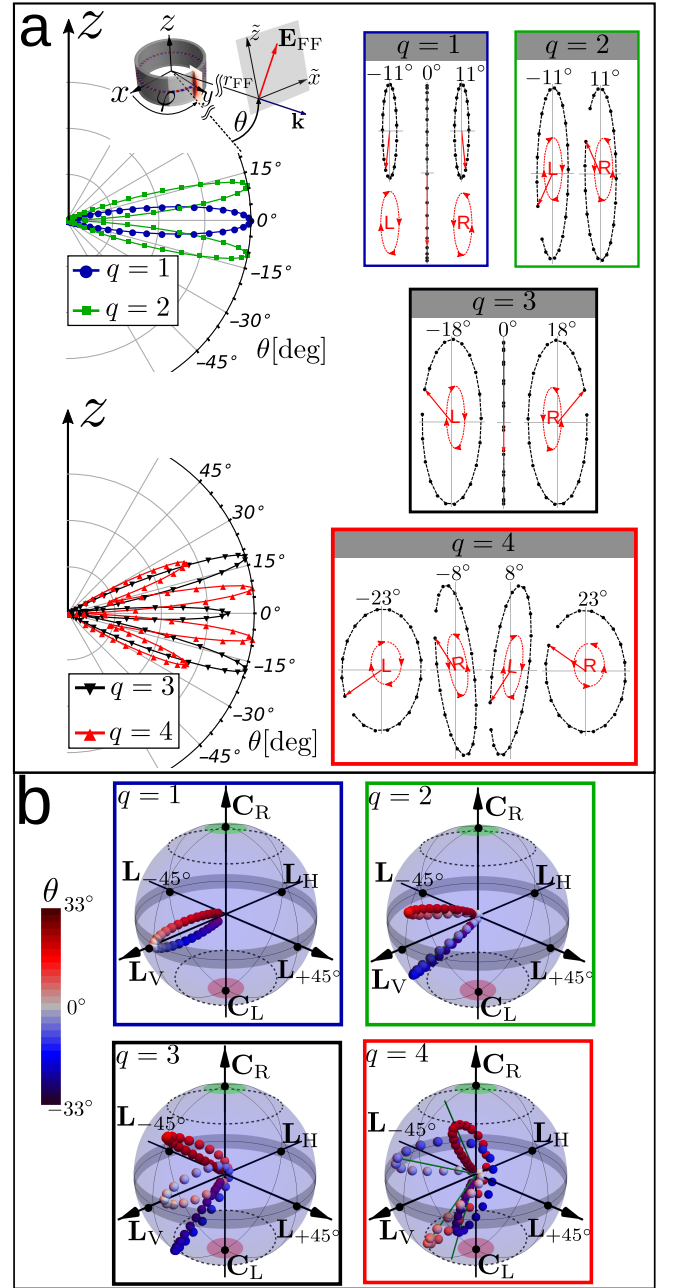 a
z
z
x
y
φ
r_FF
E_FF
z̃
x̃
k
θ
15°
0°
−15°
−30°
−45°
θ[deg]
q = 1
q = 2
q = 1
−11° 0° 11°
L R
q = 2
−11° 11°
L R
q = 3
−18° 0° 18°
L R
z
45°
30°
15°
0°
−15°
−30°
−45°
θ[deg]
q = 3
q = 4
q = 4
−23° −8° 8° 23°
L R L R
b
θ
33°
0°
−33°
q = 1
C_R
L_−45°
L_H
L_V
L_+45°
C_L
q = 2
C_R
L_−45°
L_H
L_V
L_+45°
C_L
q = 3
C_R
L_−45°
L_H
L_V
L_+45°
C_L
q = 4
C_R
L_−45°
L_H
L_V
L_+45°
C_L